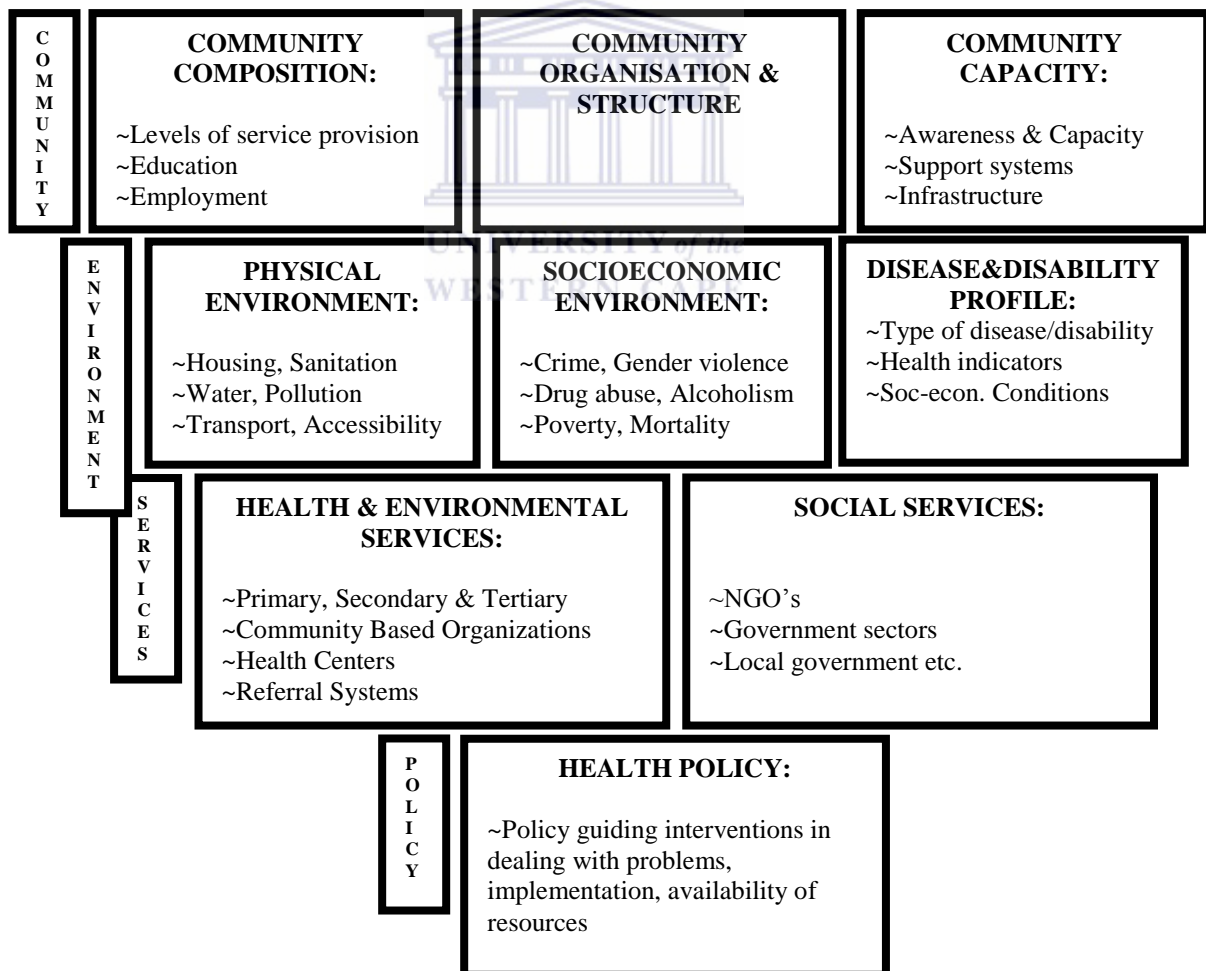 COMMUNITY
COMMUNITY
COMPOSITION:
~Levels of service provision
~Education
~Employment
COMMUNITY
ORGANISATION &
STRUCTURE
COMMUNITY
CAPACITY:
~Awareness & Capacity
~Support systems
~Infrastructure
UNIVERSITY of the
WESTERN CAPE
ENVIRONMENT
PHYSICAL
ENVIRONMENT:
~Housing, Sanitation
~Water, Pollution
~Transport, Accessibility
SOCIOECONOMIC
ENVIRONMENT:
~Crime, Gender violence
~Drug abuse, Alcoholism
~Poverty, Mortality
DISEASE&DISABILITY
PROFILE:
~Type of disease/disability
~Health indicators
~Soc-econ. Conditions
SERVICES
HEALTH & ENVIRONMENTAL
SERVICES:
~Primary, Secondary & Tertiary
~Community Based Organizations
~Health Centers
~Referral Systems
SOCIAL SERVICES:
~NGO’s
~Government sectors
~Local government etc.
POLICY
HEALTH POLICY:
~Policy guiding interventions in
dealing with problems,
implementation, availability of
resources